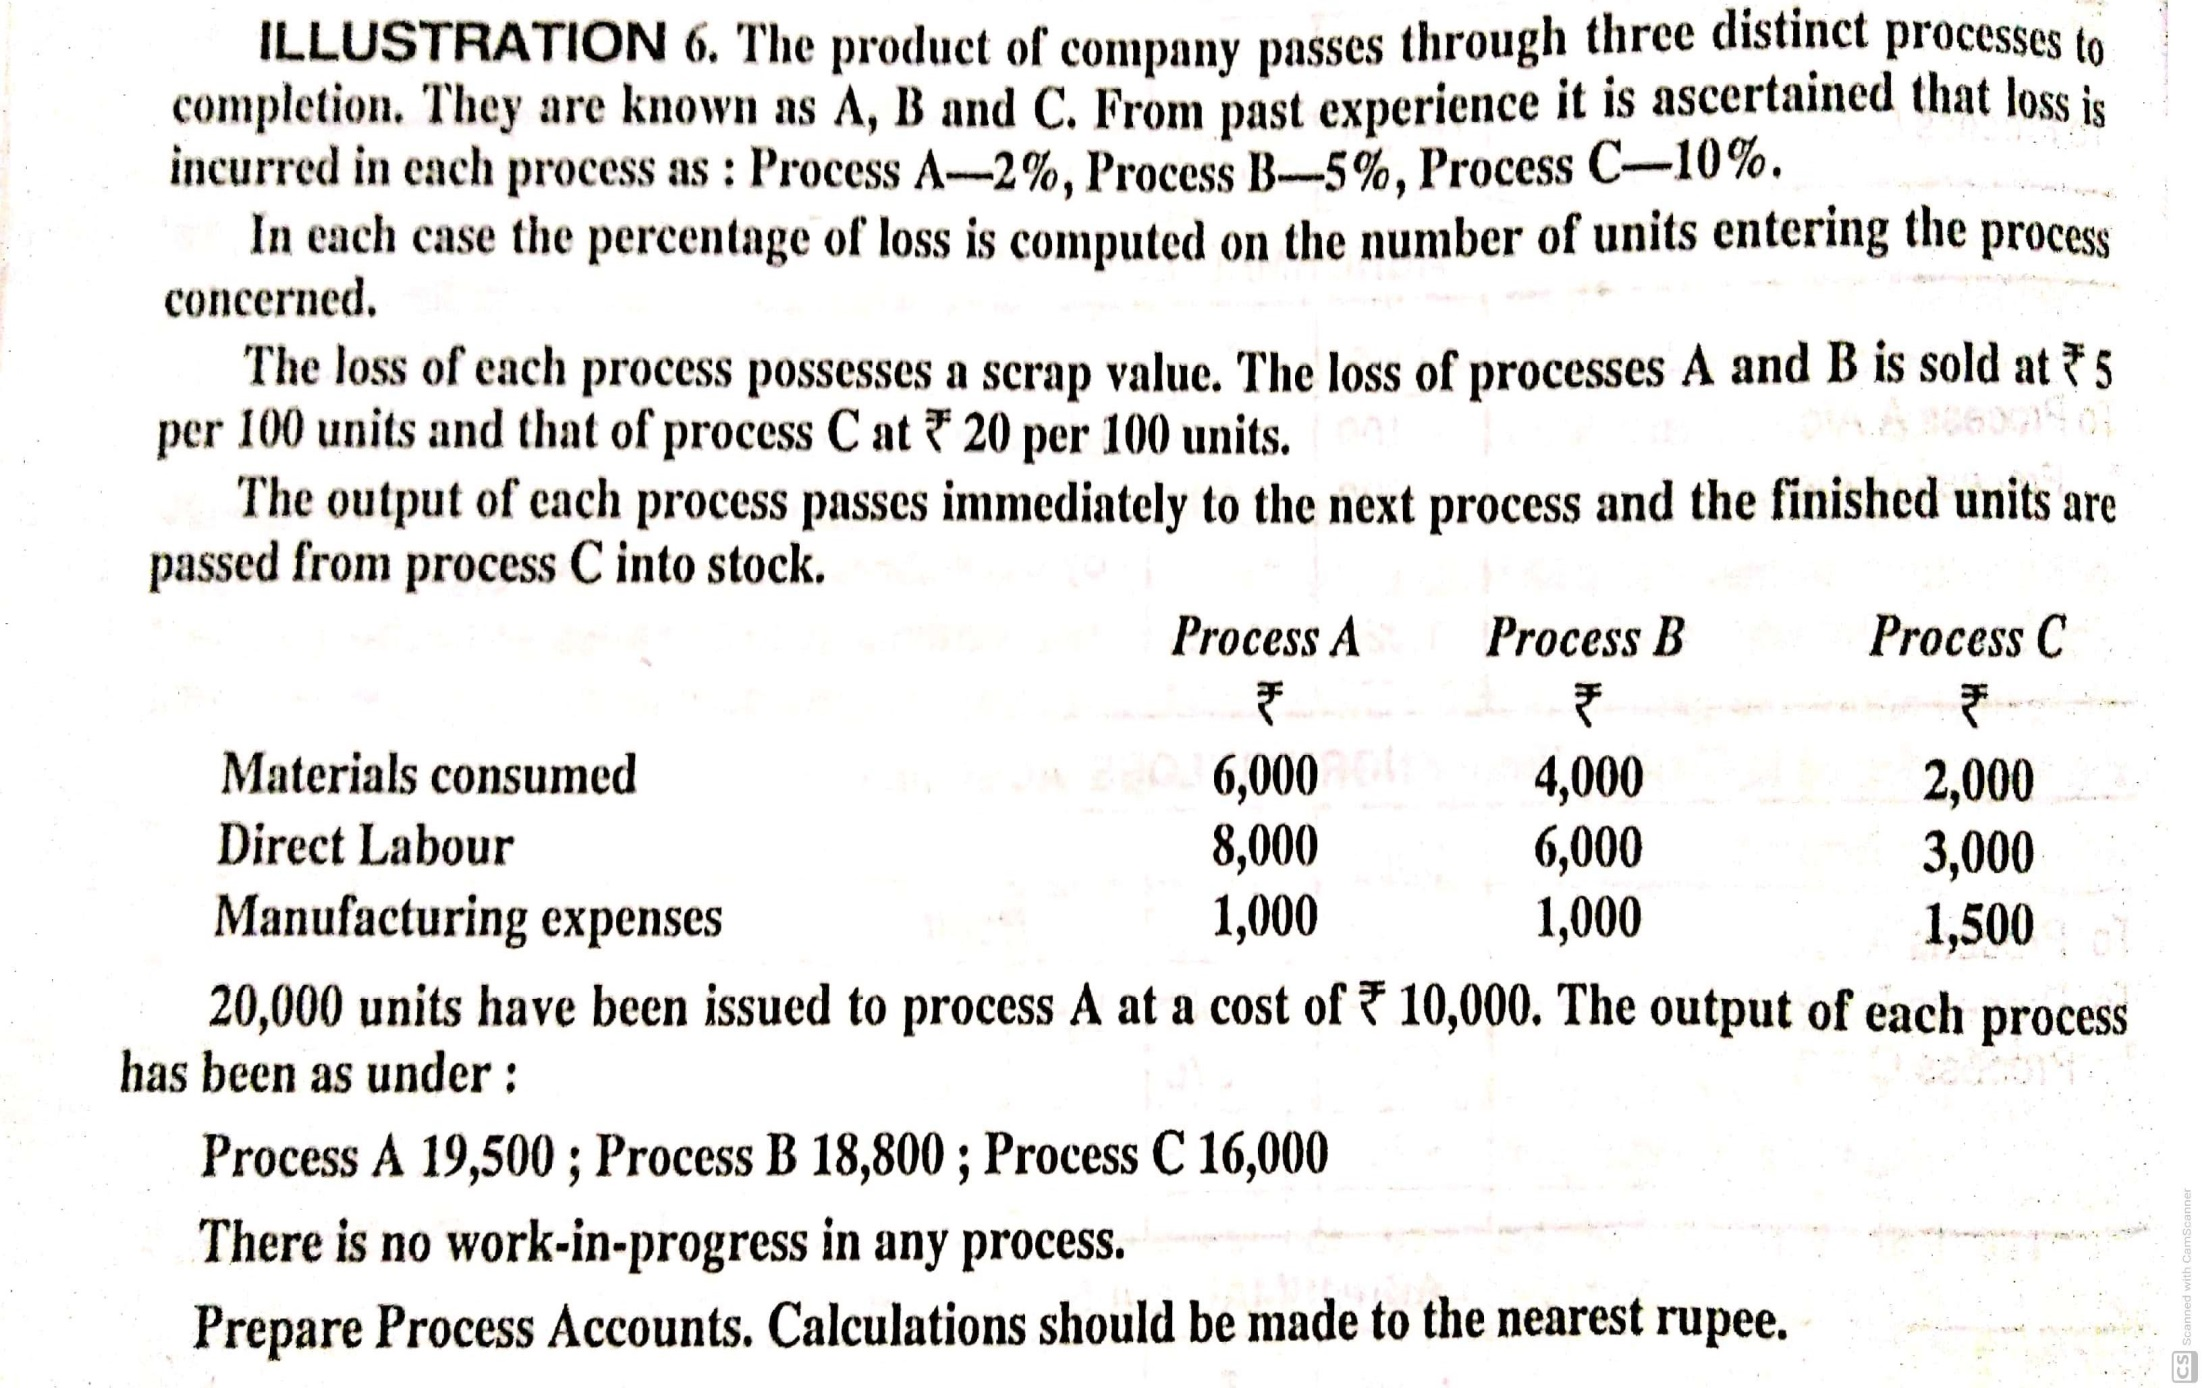 ILLUSTRATION 6. The product of company passes through three distinct processes to
completion. They are known as A, B and C. From past experience it is ascertained that loss is
incurred in each process as : Process A—2%, Process B—5%, Process C—10%.
In each case the percentage of loss is computed on the number of units entering the process
concerned.
The loss of each process possesses a scrap value. The loss of processes A and B is sold at ₹ 5
per 100 units and that of process C at ₹ 20 per 100 units.
The output of each process passes immediately to the next process and the finished units are
passed from process C into stock.
Process A Process B Process C
₹ ₹ ₹
Materials consumed 6,000 4,000 2,000
Direct Labour 8,000 6,000 3,000
Manufacturing expenses 1,000 1,000 1,500
20,000 units have been issued to process A at a cost of ₹ 10,000. The output of each process
has been as under :
Process A 19,500 ; Process B 18,800 ; Process C 16,000
There is no work-in-progress in any process.
Prepare Process Accounts. Calculations should be made to the nearest rupee.
CS Scanned with CamScanner